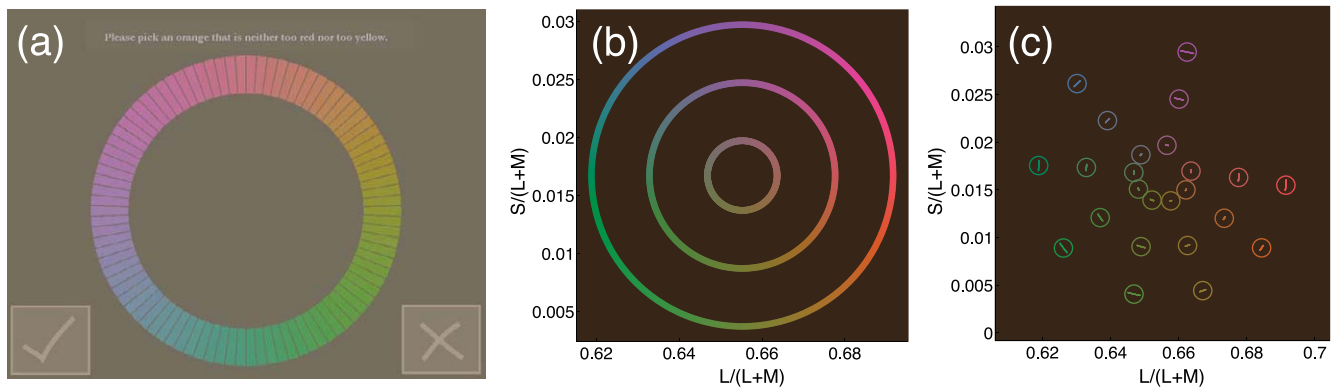 (a)
Please pick an orange that is neither too red nor too yellow.
(b)
S/(L+M)
0.03
0.025
0.02
0.015
0.01
0.005
0.62
0.64
0.66
0.68
L/(L+M)
(c)
S/(L+M)
0.03
0.025
0.02
0.015
0.01
0.005
0
0.62
0.64
0.66
0.68
0.7
L/(L+M)